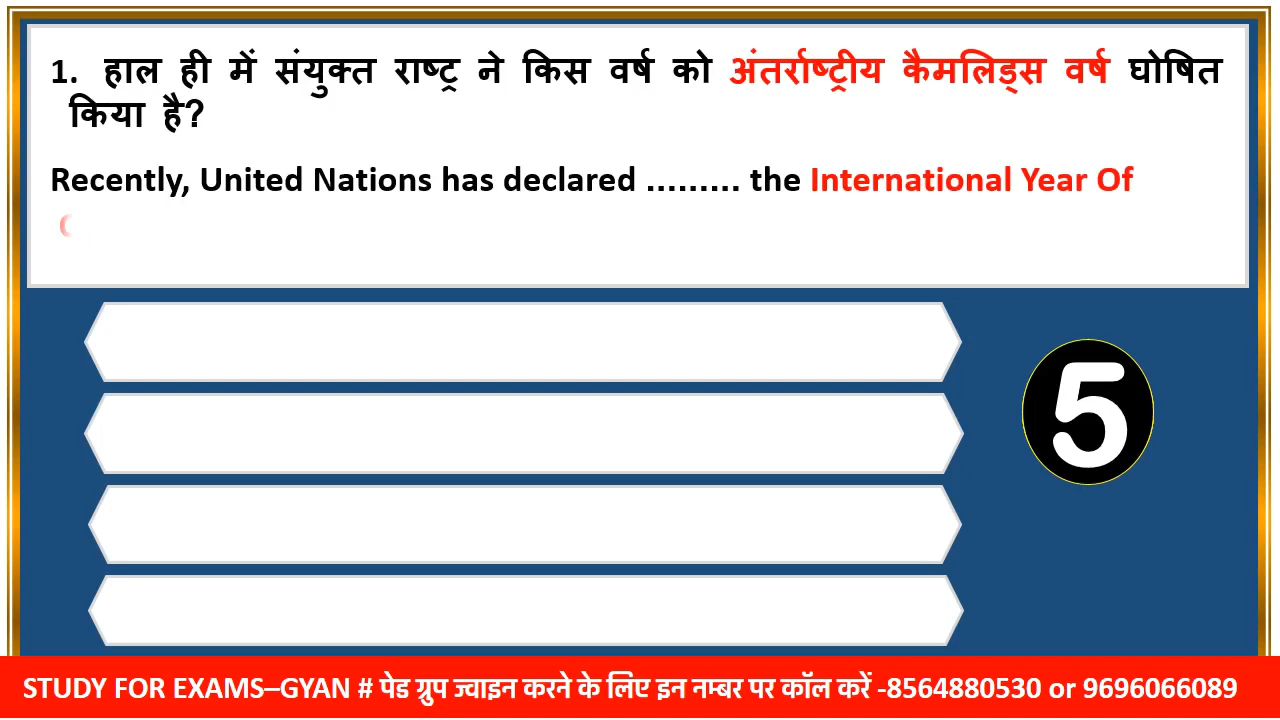 1. हाल ही में संयुक्त राष्ट्र ने किस वर्ष को अंतर्राष्ट्रीय कैमलिड्स वर्ष घोषित
किया है?
Recently, United Nations has declared ......... the International Year Of
5
STUDY FOR EXAMS–GYAN # पेड ग्रुप ज्वाइन करने के लिए इन नम्बर पर कॉल करें -8564880530 or 9696066089